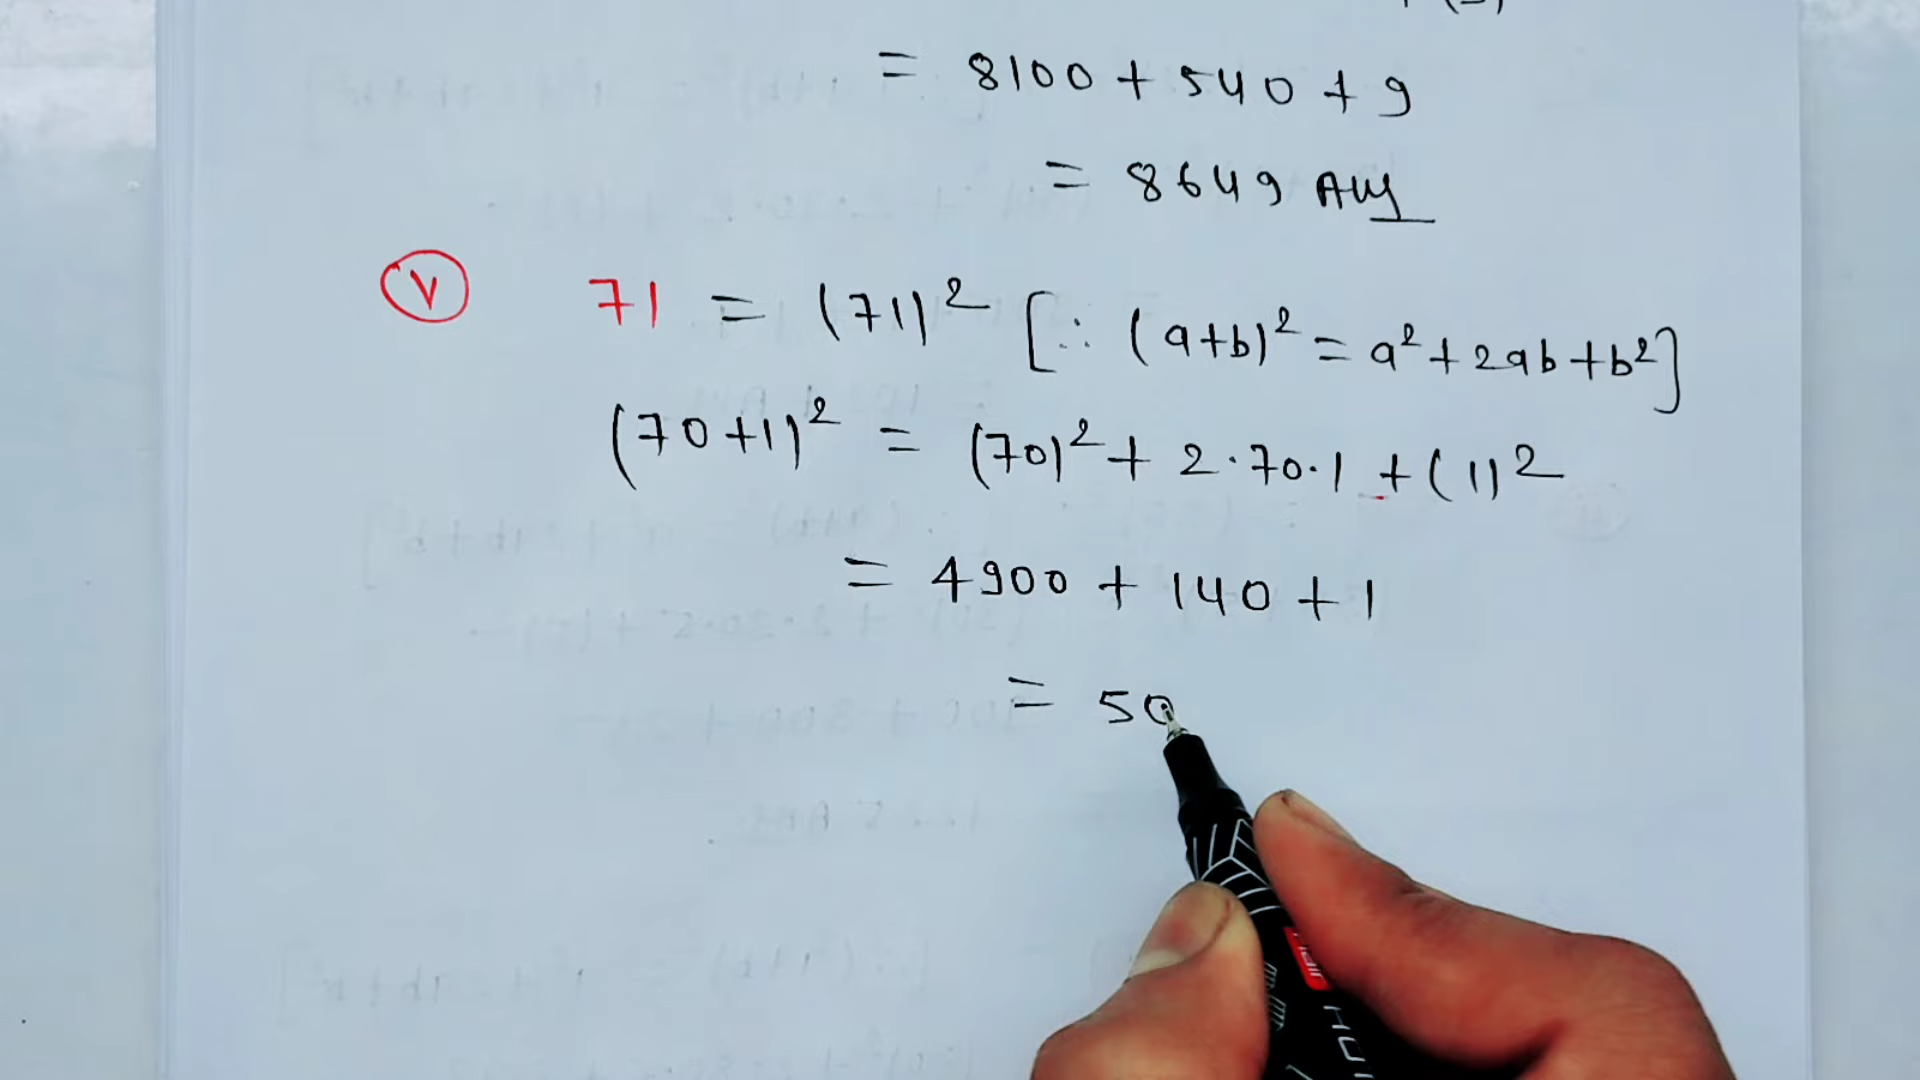 = 8100 + 540 + 9
= 8649 Ans
(V) 71 = (71)² [∵ (a+b)² = a² + 2ab + b²]
(70+1)² = (70)² + 2·70·1 + (1)²
= 4900 + 140 + 1
= 50